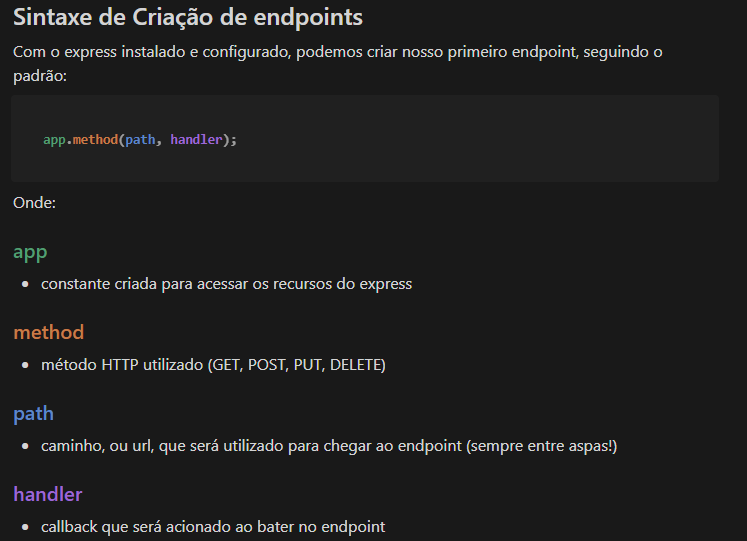 Sintaxe de Criação de endpoints
Com o express instalado e configurado, podemos criar nosso primeiro endpoint, seguindo o
padrão:
app.method(path, handler);
Onde:
app
• constante criada para acessar os recursos do express
method
• método HTTP utilizado (GET, POST, PUT, DELETE)
path
• caminho, ou url, que será utilizado para chegar ao endpoint (sempre entre aspas!)
handler
• callback que será acionado ao bater no endpoint